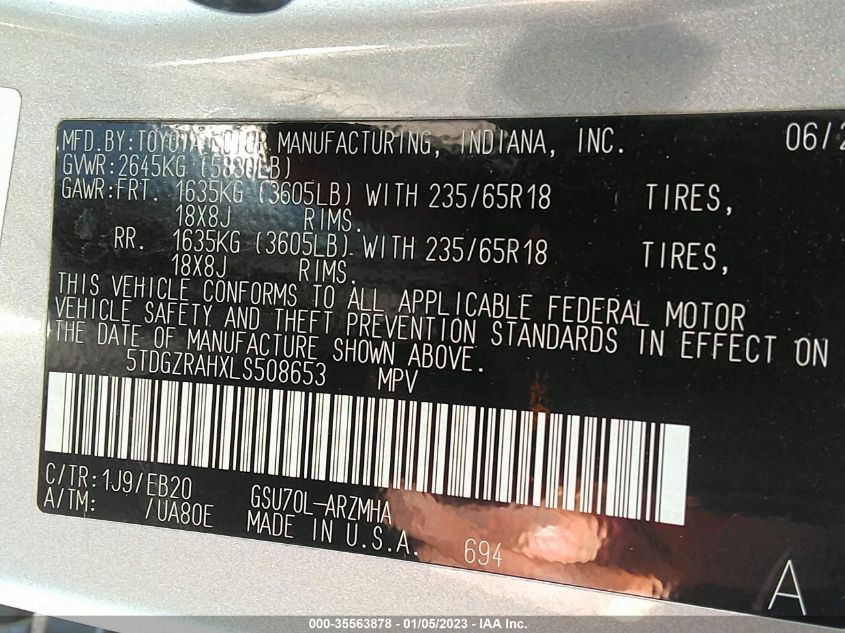 MFD.BY:TOYOTA MOTOR MANUFACTURING, INDIANA, INC. 06/2
GVWR:2645KG (5830LB)
GAWR:FRT. 1635KG (3605LB) WITH 235/65R18 TIRES,
18X8J RIMS.
RR. 1635KG (3605LB) WITH 235/65R18 TIRES,
18X8J RIMS.
THIS VEHICLE CONFORMS TO ALL APPLICABLE FEDERAL MOTOR
VEHICLE SAFETY AND THEFT PREVENTION STANDARDS IN EFFECT ON
THE DATE OF MANUFACTURE SHOWN ABOVE.
5TDGZRAHXLS508653 MPV
C/TR:1J9/EB20
A/TM: /UA80E
GSU70L-ARZMHA
MADE IN U.S.A.
694
A
000-35563878 - 01/05/2023 - IAA Inc.